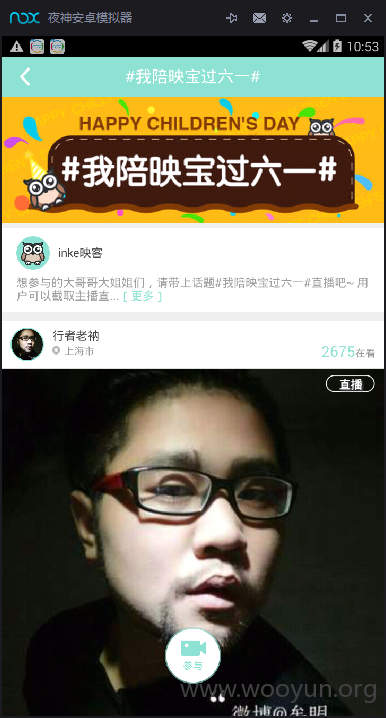 nox 夜神安卓模拟器
10:53
#我陪映宝过六一#
HAPPY CHILDREN'S DAY
#我陪映宝过六一#
inke映客
想参与的大哥哥大姐姐们，请带上话题#我陪映宝过六一#直播吧~ 用
户可以截取主播直... [ 更多 ]
行者老衲
上海市
2675在看
直播
参与
www.wooyun.org
微博@牟明